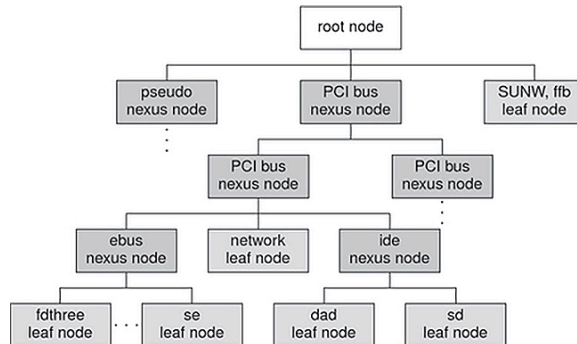 root node
pseudo
nexus node
PCI bus
nexus node
SUNW, ffb
leaf node
PCI bus
nexus node
PCI bus
nexus node
ebus
nexus node
network
leaf node
ide
nexus node
fdthree
leaf node
se
leaf node
dad
leaf node
sd
leaf node